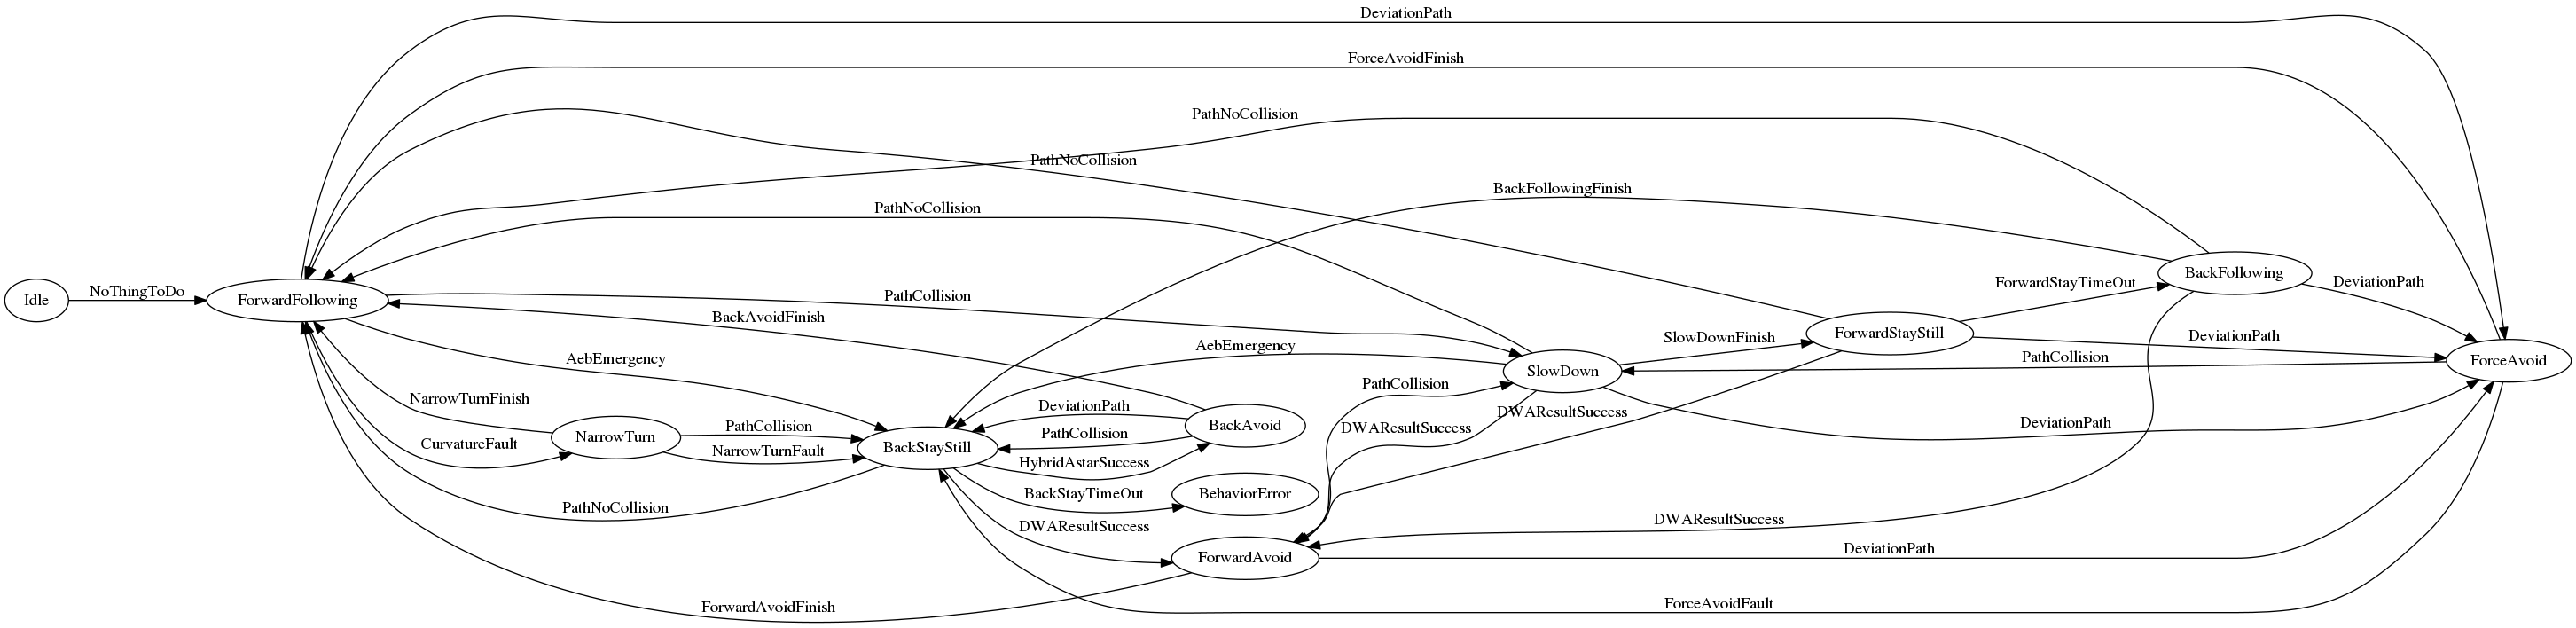 DeviationPath
ForceAvoidFinish
PathNoCollision
PathNoCollision
BackFollowingFinish
PathNoCollision
BackFollowing
Idle
NoThingToDo
ForwardFollowing
PathCollision
ForwardStayTimeOut
DeviationPath
BackAvoidFinish
SlowDownFinish
ForwardStayStill
DeviationPath
AebEmergency
AebEmergency
SlowDown
PathCollision
ForceAvoid
NarrowTurnFinish
PathCollision
DeviationPath
DWAResultSuccess
CurvatureFault
NarrowTurn
PathCollision
NarrowTurnFault
BackStayStill
PathCollision
BackAvoid
DWAResultSuccess
DeviationPath
HybridAstarSuccess
PathNoCollision
BackStayTimeOut
BehaviorError
DWAResultSuccess
DWAResultSuccess
ForwardAvoid
DeviationPath
ForwardAvoidFinish
ForceAvoidFault